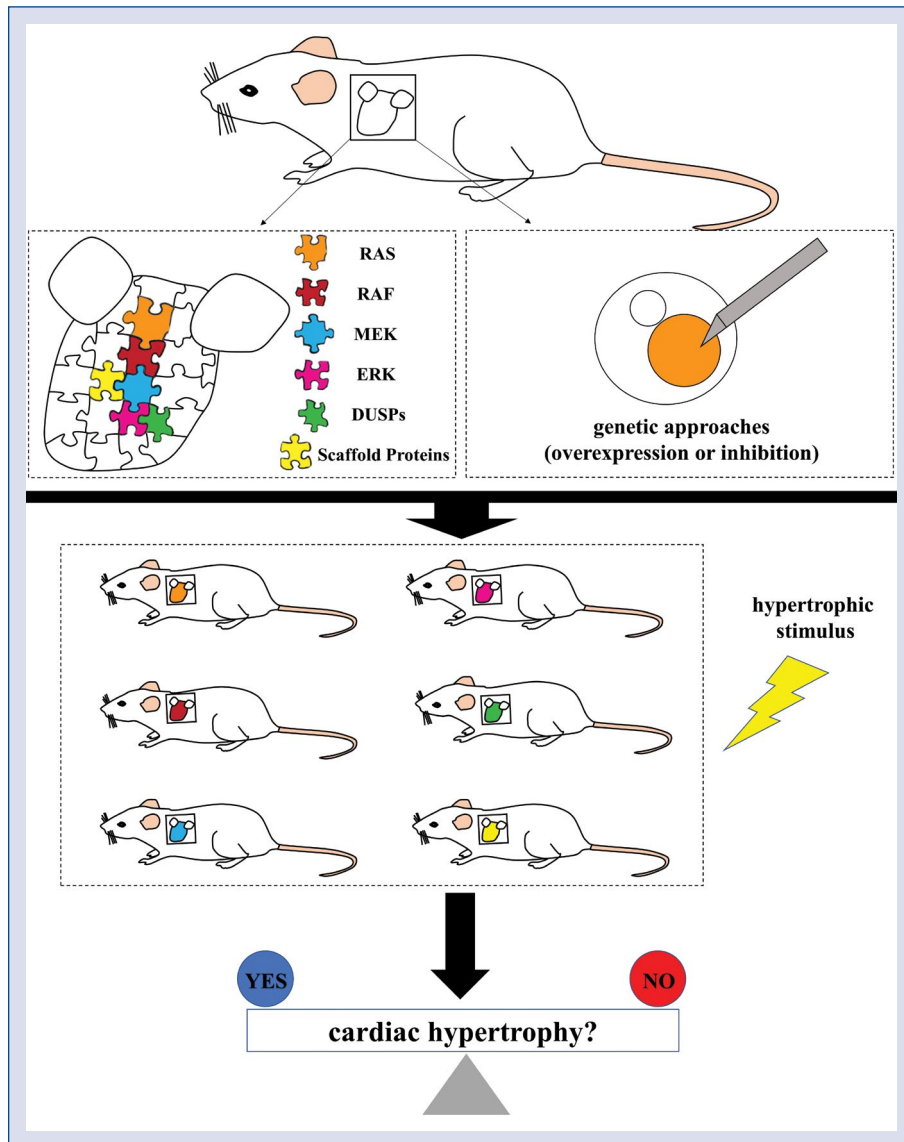 RAS
RAF
MEK
ERK
DUSPs
Scaffold Proteins
genetic approaches
(overexpression or inhibition)
hypertrophic
stimulus
YES
NO
cardiac hypertrophy?